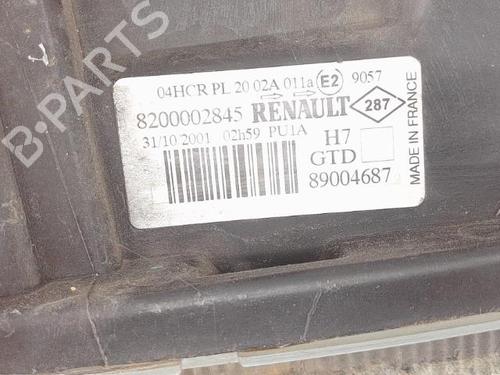 04HCR PL 20 02A 011a E2 9057
8200002845 RENAULT 287
31/10/2001 02h59 PU1A H7
GTD
89004687
MADE IN FRANCE
B-PARTS